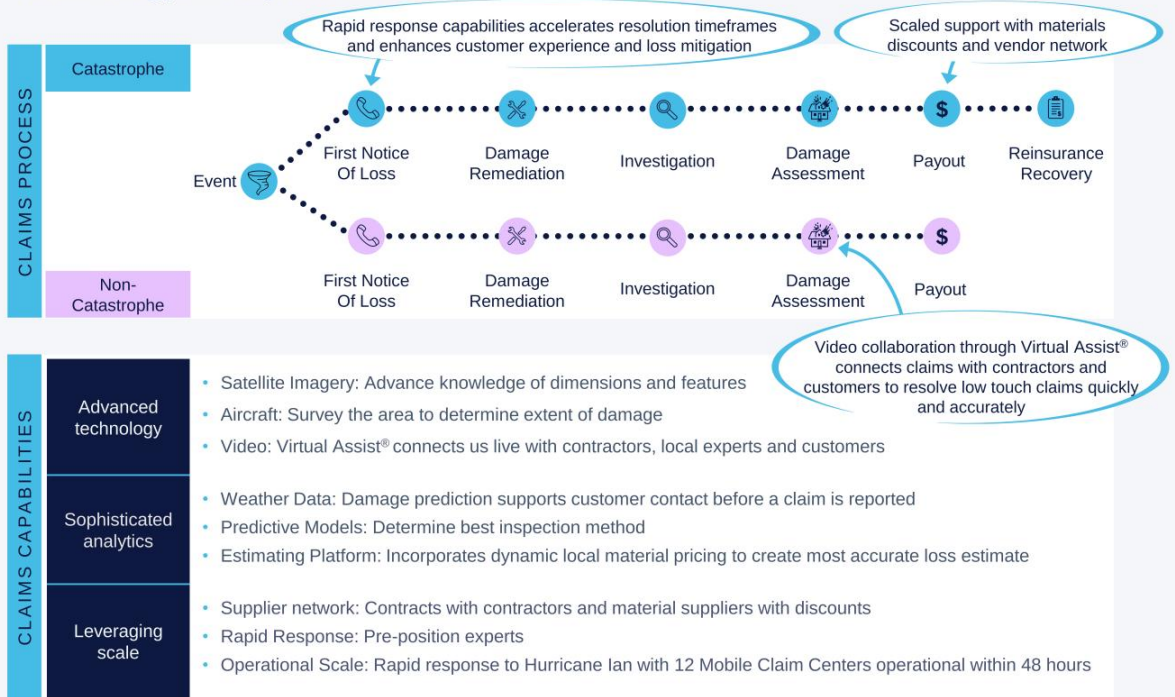 Rapid response capabilities accelerates resolution timeframes
and enhances customer experience and loss mitigation
Scaled support with materials
discounts and vendor network
CLAIMS PROCESS
Catastrophe
Event
First Notice
Of Loss
Damage
Remediation
Investigation
Damage
Assessment
$
Payout
Reinsurance
Recovery
Non-
Catastrophe
First Notice
Of Loss
Damage
Remediation
Investigation
Damage
Assessment
$
Payout
Video collaboration through Virtual Assist®
connects claims with contractors and
customers to resolve low touch claims quickly
and accurately
CLAIMS CAPABILITIES
Advanced
technology
• Satellite Imagery: Advance knowledge of dimensions and features
• Aircraft: Survey the area to determine extent of damage
• Video: Virtual Assist® connects us live with contractors, local experts and customers
Sophisticated
analytics
• Weather Data: Damage prediction supports customer contact before a claim is reported
• Predictive Models: Determine best inspection method
• Estimating Platform: Incorporates dynamic local material pricing to create most accurate loss estimate
Leveraging
scale
• Supplier network: Contracts with contractors and material suppliers with discounts
• Rapid Response: Pre-position experts
• Operational Scale: Rapid response to Hurricane Ian with 12 Mobile Claim Centers operational within 48 hours